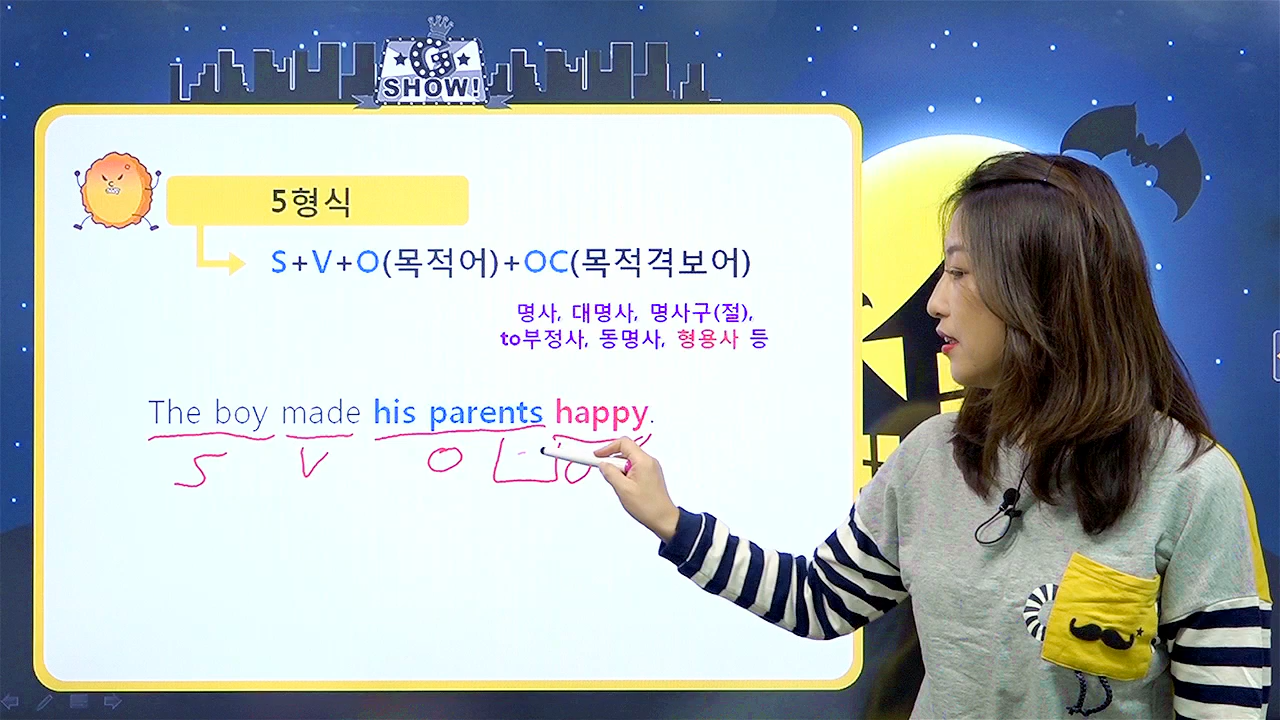 G
SHOW!
5형식
S+V+O(목적어)+OC(목적격보어)
명사, 대명사, 명사구(절),
to부정사, 동명사, 형용사 등
The boy made his parents happy.
S V O